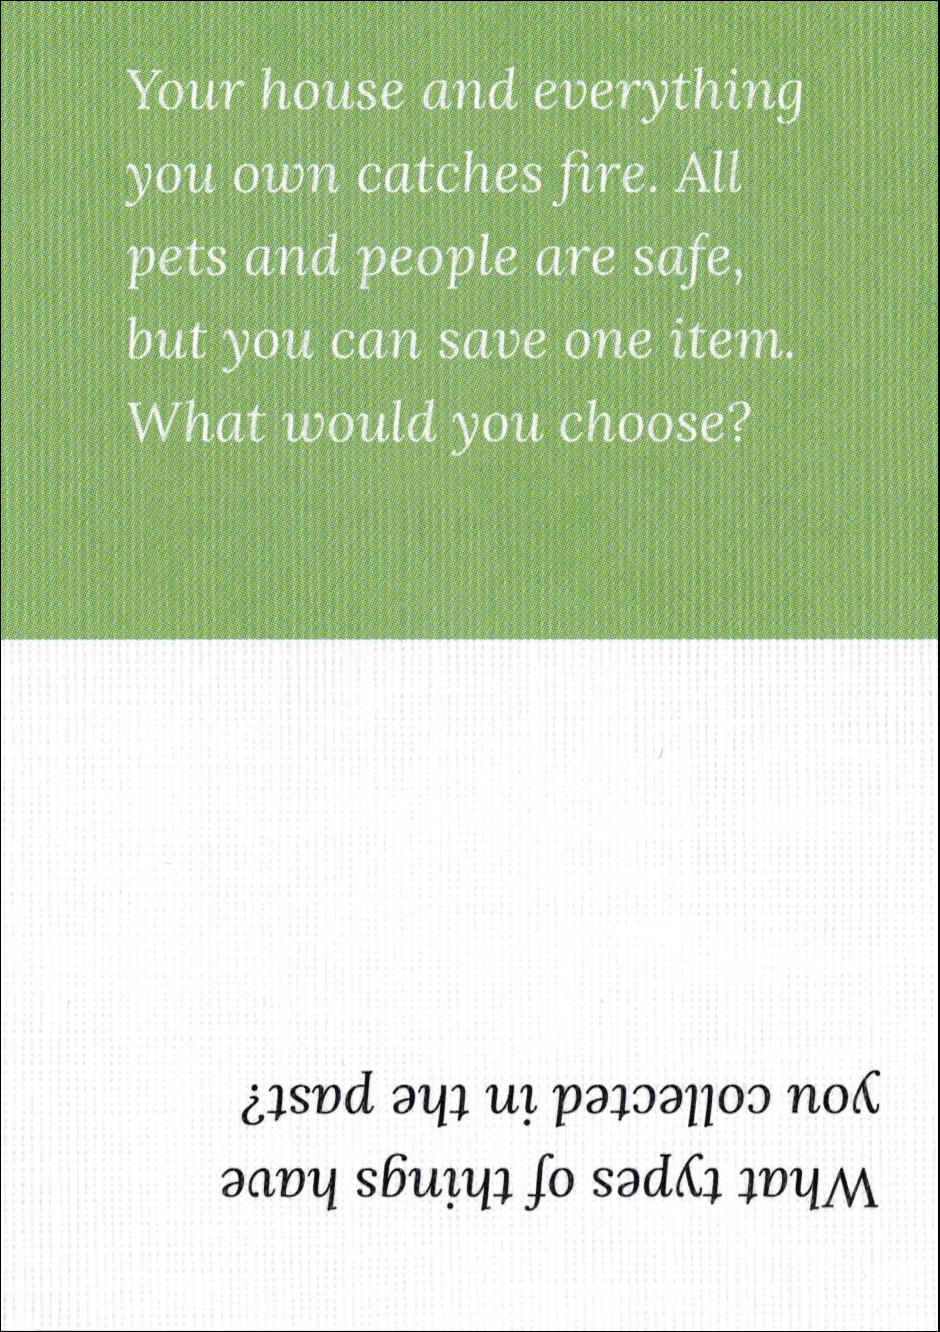 Your house and everything
you own catches fire. All
pets and people are safe,
but you can save one item.
What would you choose?
What types of things have
you collected in the past?